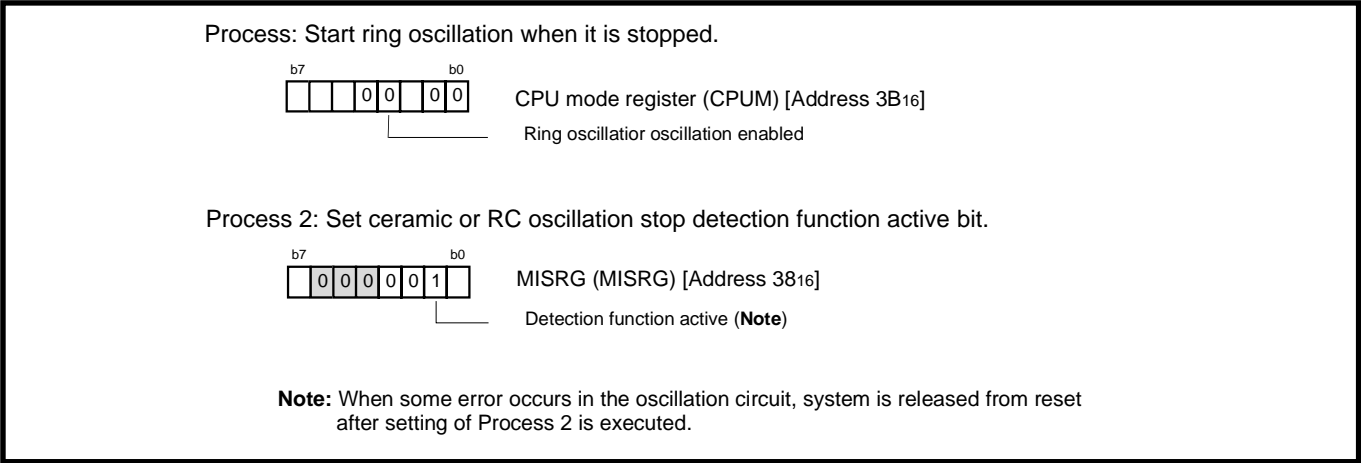 Process: Start ring oscillation when it is stopped.
b7 b0
0 0 0 0 CPU mode register (CPUM) [Address 3B16]
Ring oscillatior oscillation enabled
Process 2: Set ceramic or RC oscillation stop detection function active bit.
b7 b0
0 0 0 0 0 1 MISRG (MISRG) [Address 3816]
Detection function active (Note)
Note: When some error occurs in the oscillation circuit, system is released from reset
after setting of Process 2 is executed.